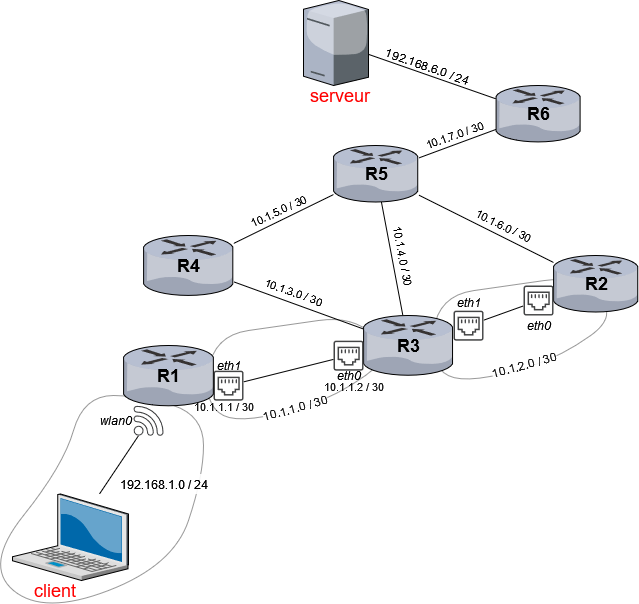 192.168.6.0 / 24
serveur
R6
10.1.7.0 / 30
R5
10.1.5.0 / 30
10.1.6.0 / 30
10.1.4.0 / 30
R4
R2
10.1.3.0 / 30
eth1
eth0
R3
10.1.2.0 / 30
R1
eth1
eth0
10.1.1.2 / 30
10.1.1.1 / 30
10.1.1.0 / 30
wlan0
192.168.1.0 / 24
client